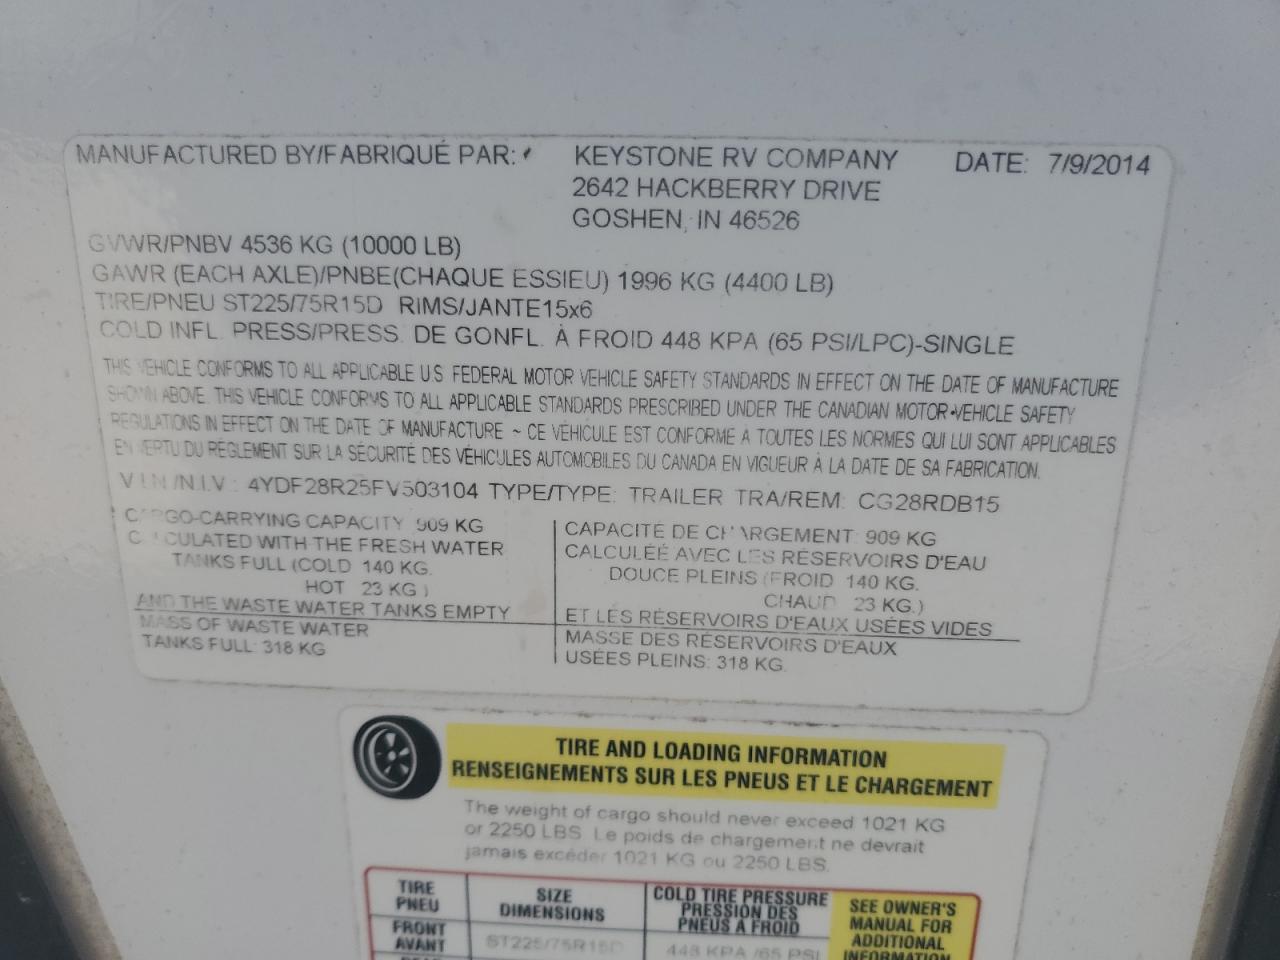 MANUFACTURED BY/FABRIQUÉ PAR: KEYSTONE RV COMPANY DATE: 7/9/2014
2642 HACKBERRY DRIVE
GOSHEN, IN 46526
GVWR/PNBV 4536 KG (10000 LB)
GAWR (EACH AXLE)/PNBE(CHAQUE ESSIEU) 1996 KG (4400 LB)
TIRE/PNEU ST225/75R15D RIMS/JANTE15x6
COLD INFL. PRESS/PRESS. DE GONFL. À FROID 448 KPA (65 PSI/LPC)-SINGLE
THIS VEHICLE CONFORMS TO ALL APPLICABLE U.S. FEDERAL MOTOR VEHICLE SAFETY STANDARDS IN EFFECT ON THE DATE OF MANUFACTURE
SHOWN ABOVE. THIS VEHICLE CONFORMS TO ALL APPLICABLE STANDARDS PRESCRIBED UNDER THE CANADIAN MOTOR-VEHICLE SAFETY
REGULATIONS IN EFFECT ON THE DATE OF MANUFACTURE ~ CE VÉHICULE EST CONFORME À TOUTES LES NORMES QUI LUI SONT APPLICABLES
EN VERTU DU RÈGLEMENT SUR LA SÉCURITÉ DES VÉHICULES AUTOMOBILES DU CANADA EN VIGUEUR À LA DATE DE SA FABRICATION.
V.I.N./N.I.V.: 4YDF28R25FV503104 TYPE/TYPE: TRAILER TRA/REM: CG28RDB15
CARGO-CARRYING CAPACITY 909 KG
CALCULATED WITH THE FRESH WATER
TANKS FULL (COLD 140 KG.
HOT 23 KG.)
AND THE WASTE WATER TANKS EMPTY
MASS OF WASTE WATER
TANKS FULL: 318 KG
CAPACITÉ DE CHARGEMENT: 909 KG
CALCULÉE AVEC LES RÉSERVOIRS D'EAU
DOUCE PLEINS (FROID 140 KG.
CHAUD 23 KG.)
ET LES RÉSERVOIRS D'EAUX USÉES VIDES
MASSE DES RÉSERVOIRS D'EAUX
USÉES PLEINS: 318 KG.
TIRE AND LOADING INFORMATION
RENSEIGNEMENTS SUR LES PNEUS ET LE CHARGEMENT
The weight of cargo should never exceed 1021 KG
or 2250 LBS. Le poids de chargement ne devrait
jamais excéder 1021 KG ou 2250 LBS.
TIRE
PNEU
SIZE
DIMENSIONS
COLD TIRE PRESSURE
PRESSION DES
PNEUS À FROID
SEE OWNER'S
MANUAL FOR
ADDITIONAL
INFORMATION
FRONT
AVANT
ST225/75R15D
448 KPA /65 PSI